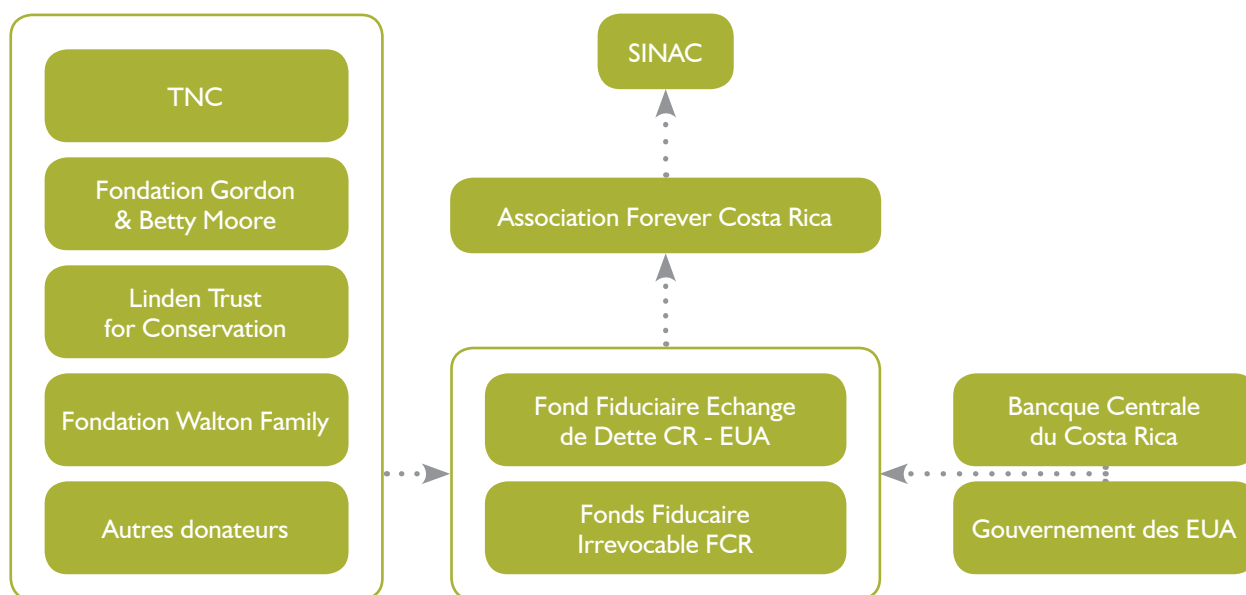 TNC
Fondation Gordon
& Betty Moore
Linden Trust
for Conservation
Fondation Walton Family
Autres donateurs
SINAC
Association Forever Costa Rica
Fond Fiduciaire Echange
de Dette CR - EUA
Fonds Fiducaire
Irrevocable FCR
Bancque Centrale
du Costa Rica
Gouvernement des EUA